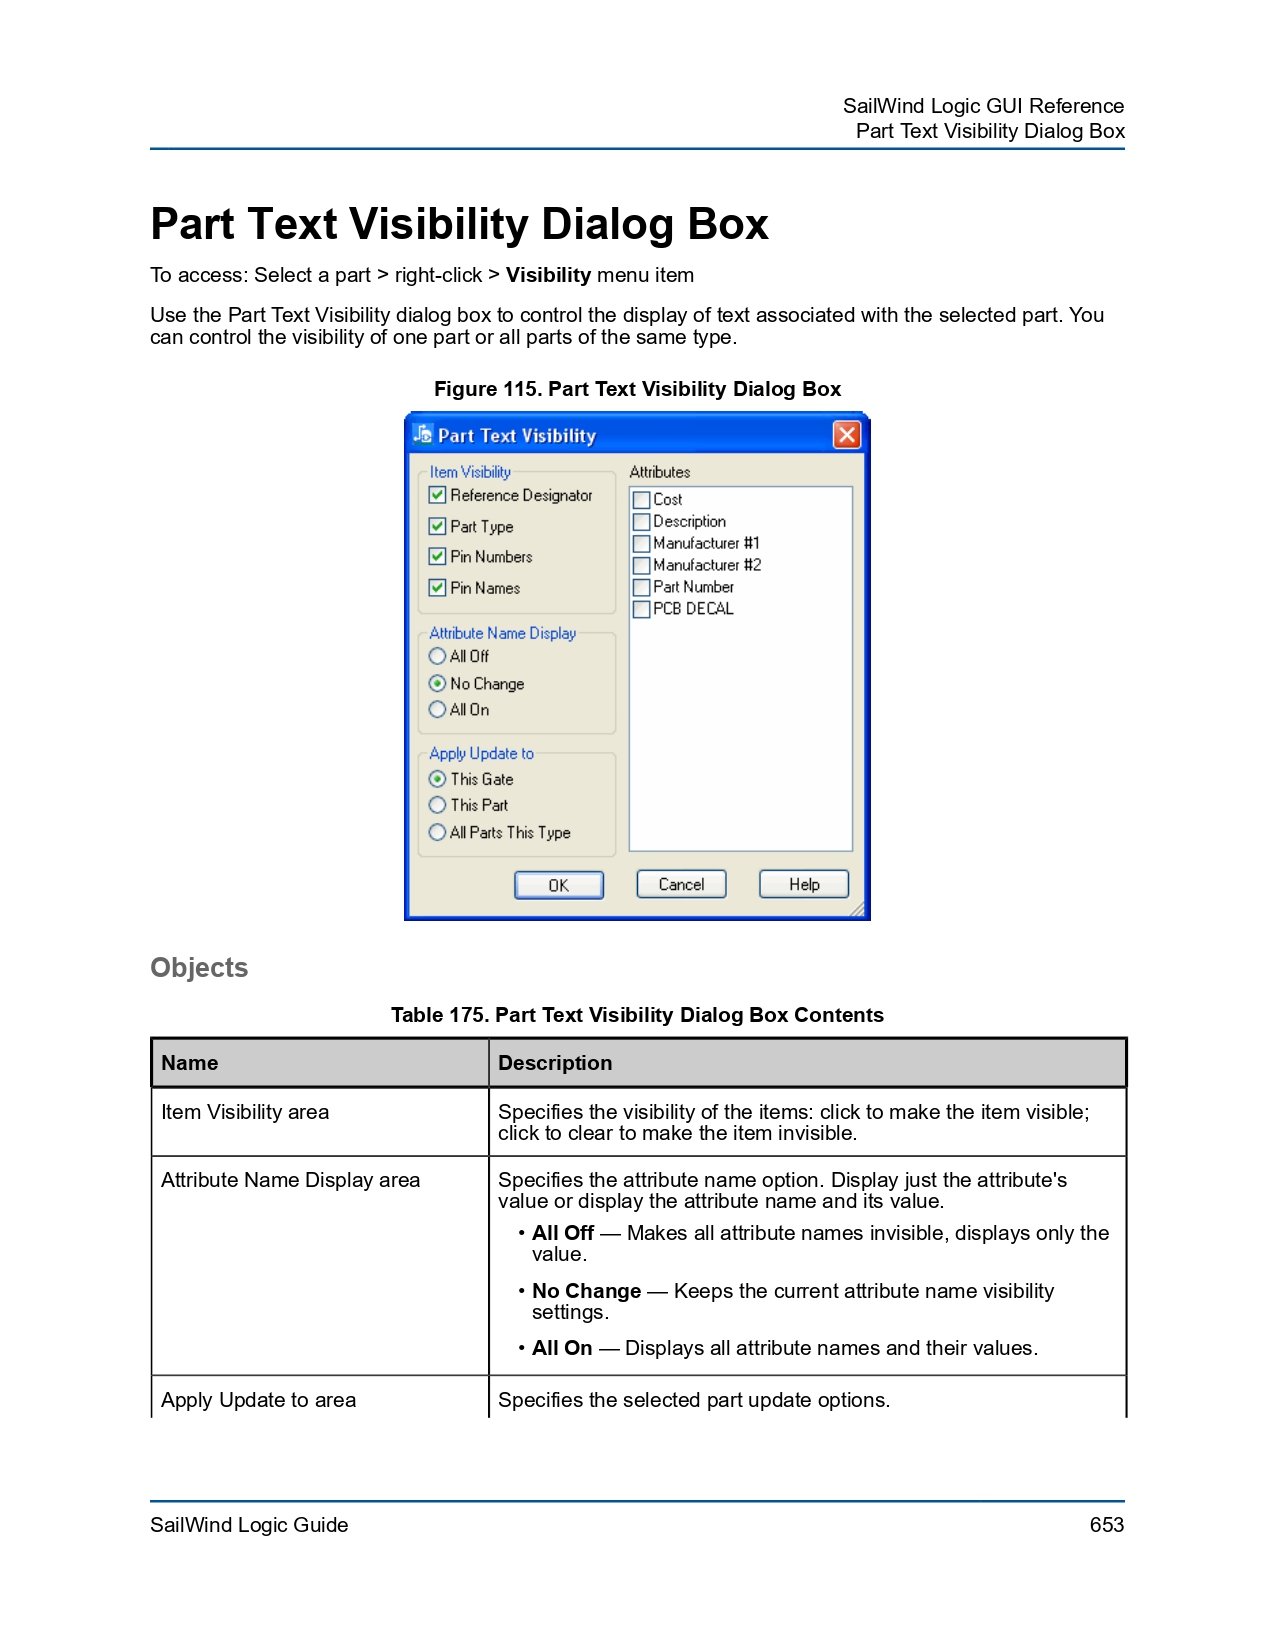 SailWind Logic GUI Reference
Part Text Visibility Dialog Box
Part Text Visibility Dialog Box
To access: Select a part > right-click > Visibility menu item
Use the Part Text Visibility dialog box to control the display of text associated with the selected part. You
can control the visibility of one part or all parts of the same type.
Figure 115. Part Text Visibility Dialog Box
Part Text Visibility
Item Visibility
Reference Designator
Part Type
Pin Numbers
Pin Names
Attribute Name Display
All Off
No Change
All On
Apply Update to
This Gate
This Part
All Parts This Type
Attributes
Cost
Description
Manufacturer #1
Manufacturer #2
Part Number
PCB DECAL
OK
Cancel
Help
Objects
Table 175. Part Text Visibility Dialog Box Contents
Name
Description
Item Visibility area
Specifies the visibility of the items: click to make the item visible;
click to clear to make the item invisible.
Attribute Name Display area
Specifies the attribute name option. Display just the attribute's
value or display the attribute name and its value.
• All Off — Makes all attribute names invisible, displays only the
value.
• No Change — Keeps the current attribute name visibility
settings.
• All On — Displays all attribute names and their values.
Apply Update to area
Specifies the selected part update options.
SailWind Logic Guide
653